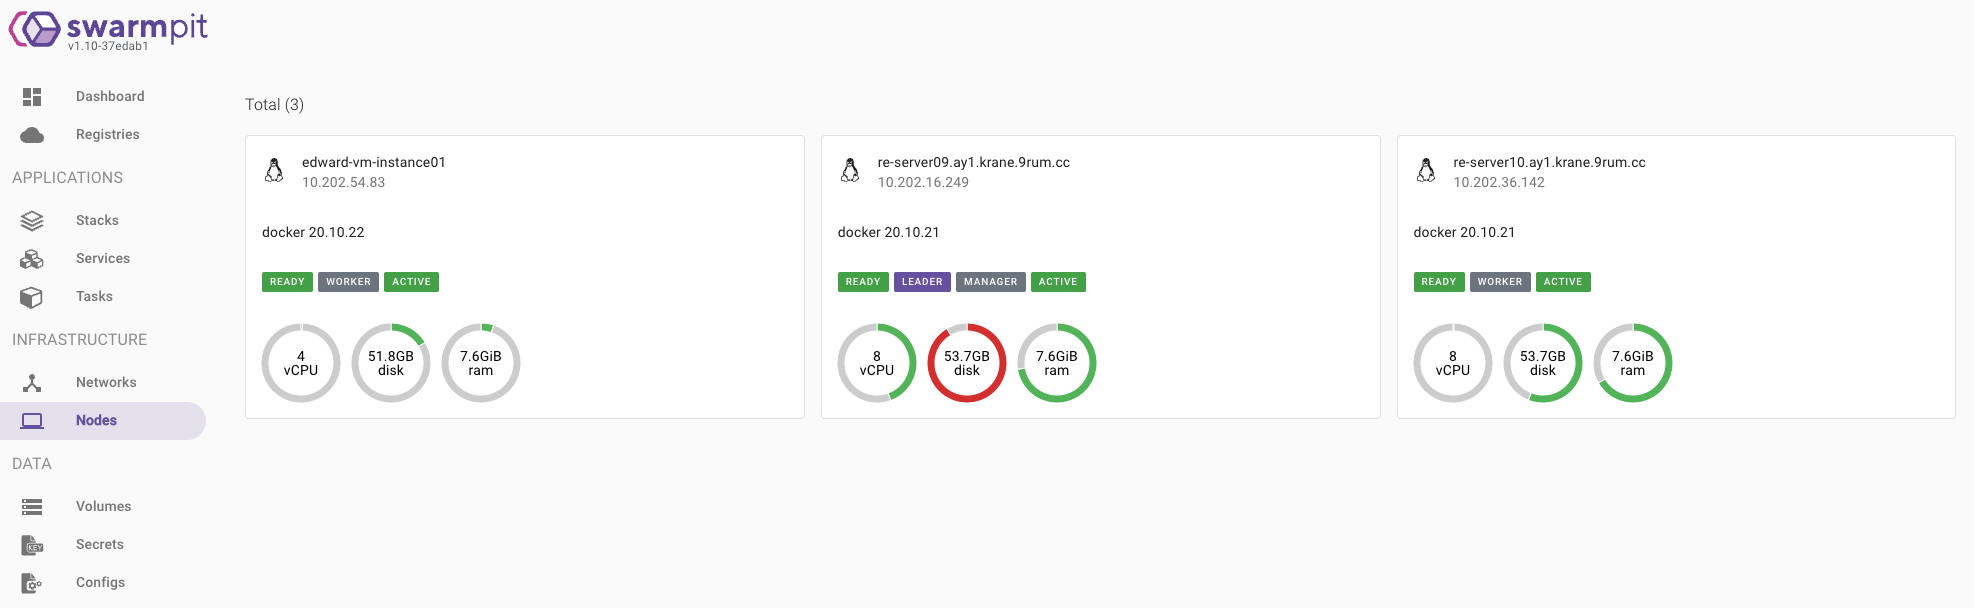 swarmpit
v1.10-37edab1
Dashboard
Registries
APPLICATIONS
Stacks
Services
Tasks
INFRASTRUCTURE
Networks
Nodes
DATA
Volumes
KEY
Secrets
Configs
Total (3)
edward-vm-instance01
10.202.54.83
docker 20.10.22
READY WORKER ACTIVE
4
vCPU
51.8GB
disk
7.6GiB
ram
re-server09.ay1.krane.9rum.cc
10.202.16.249
docker 20.10.21
READY LEADER MANAGER ACTIVE
8
vCPU
53.7GB
disk
7.6GiB
ram
re-server10.ay1.krane.9rum.cc
10.202.36.142
docker 20.10.21
READY WORKER ACTIVE
8
vCPU
53.7GB
disk
7.6GiB
ram